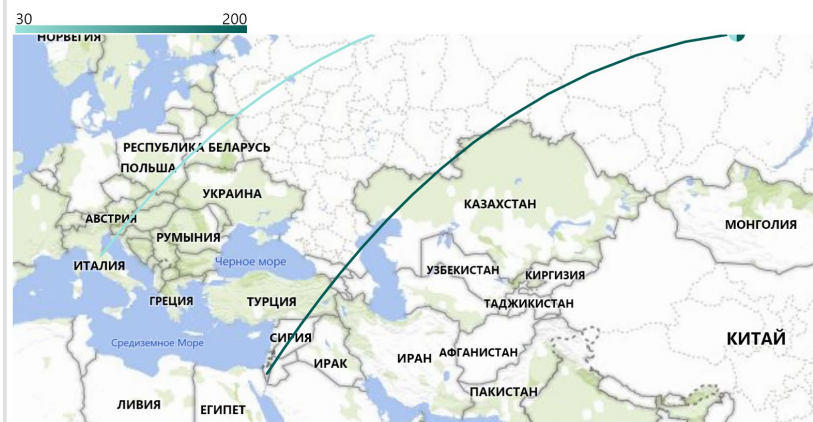 30 200
НОРВЕГИЯ
РЕСПУБЛИКА БЕЛАРУСЬ
ПОЛЬША
УКРАИНА
КАЗАХСТАН
АВСТРИЯ
МОНГОЛИЯ
РУМЫНИЯ
ИТАЛИЯ
Черное море
УЗБЕКИСТАН
КИРГИЗИЯ
ГРЕЦИЯ
ТУРЦИЯ
ТАДЖИКИСТАН
Средиземное Море
СИРИЯ
КИТАЙ
ИРАК
ИРАН
АФГАНИСТАН
ПАКИСТАН
ЛИВИЯ
ЕГИПЕТ